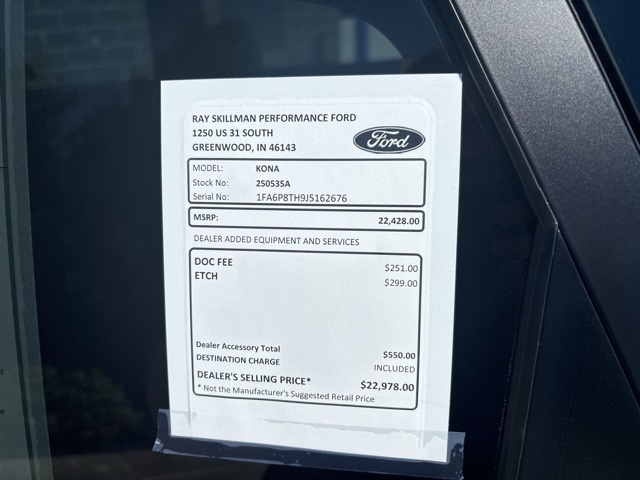 RAY SKILLMAN PERFORMANCE FORD
1250 US 31 SOUTH
GREENWOOD, IN 46143
Ford
MODEL: KONA
Stock No: 250535A
Serial No: 1FA6P8TH9J5162676
MSRP: 22,428.00
DEALER ADDED EQUIPMENT AND SERVICES
DOC FEE $251.00
ETCH $299.00
Dealer Accessory Total $550.00
DESTINATION CHARGE INCLUDED
DEALER'S SELLING PRICE* $22,978.00
* Not the Manufacturer's Suggested Retail Price